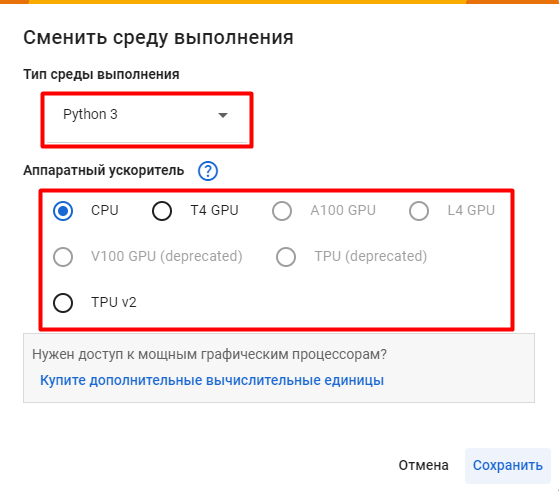 Сменить среду выполнения
Тип среды выполнения
Python 3
Аппаратный ускоритель ?
CPU T4 GPU A100 GPU L4 GPU
V100 GPU (deprecated) TPU (deprecated)
TPU v2
Нужен доступ к мощным графическим процессорам?
Купите дополнительные вычислительные единицы
Отмена Сохранить